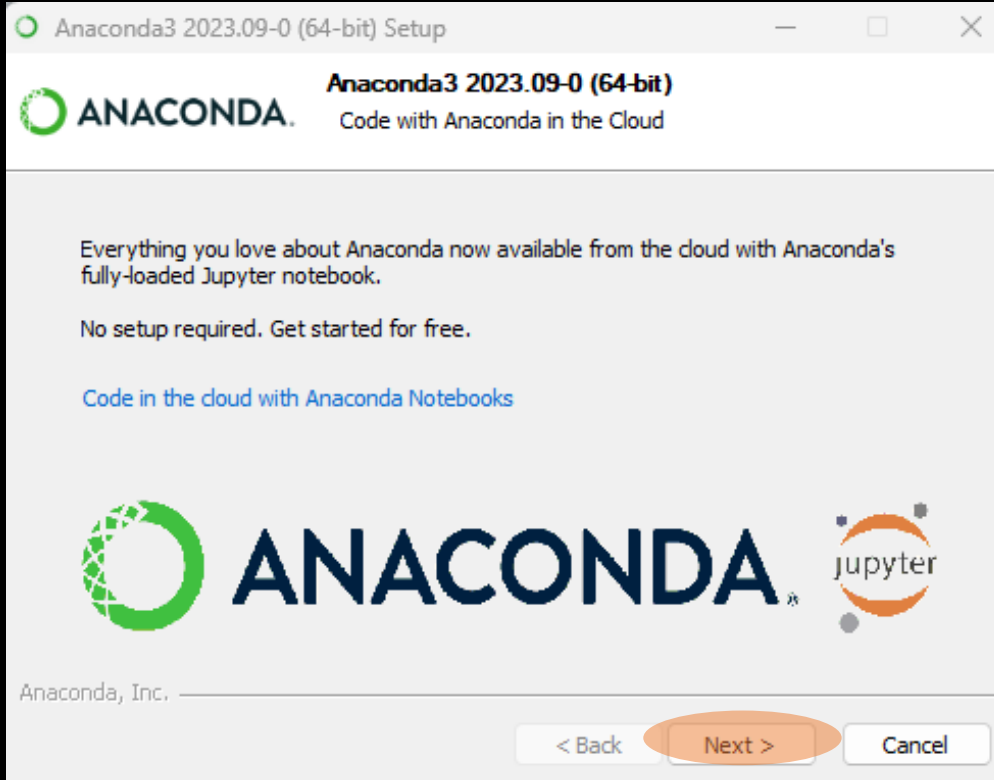 Anaconda3 2023.09-0 (64-bit) Setup
ANACONDA.
Anaconda3 2023.09-0 (64-bit)
Code with Anaconda in the Cloud
Everything you love about Anaconda now available from the cloud with Anaconda's
fully-loaded Jupyter notebook.
No setup required. Get started for free.
Code in the cloud with Anaconda Notebooks
ANACONDA.®
jupyter
Anaconda, Inc.
< Back
Next >
Cancel